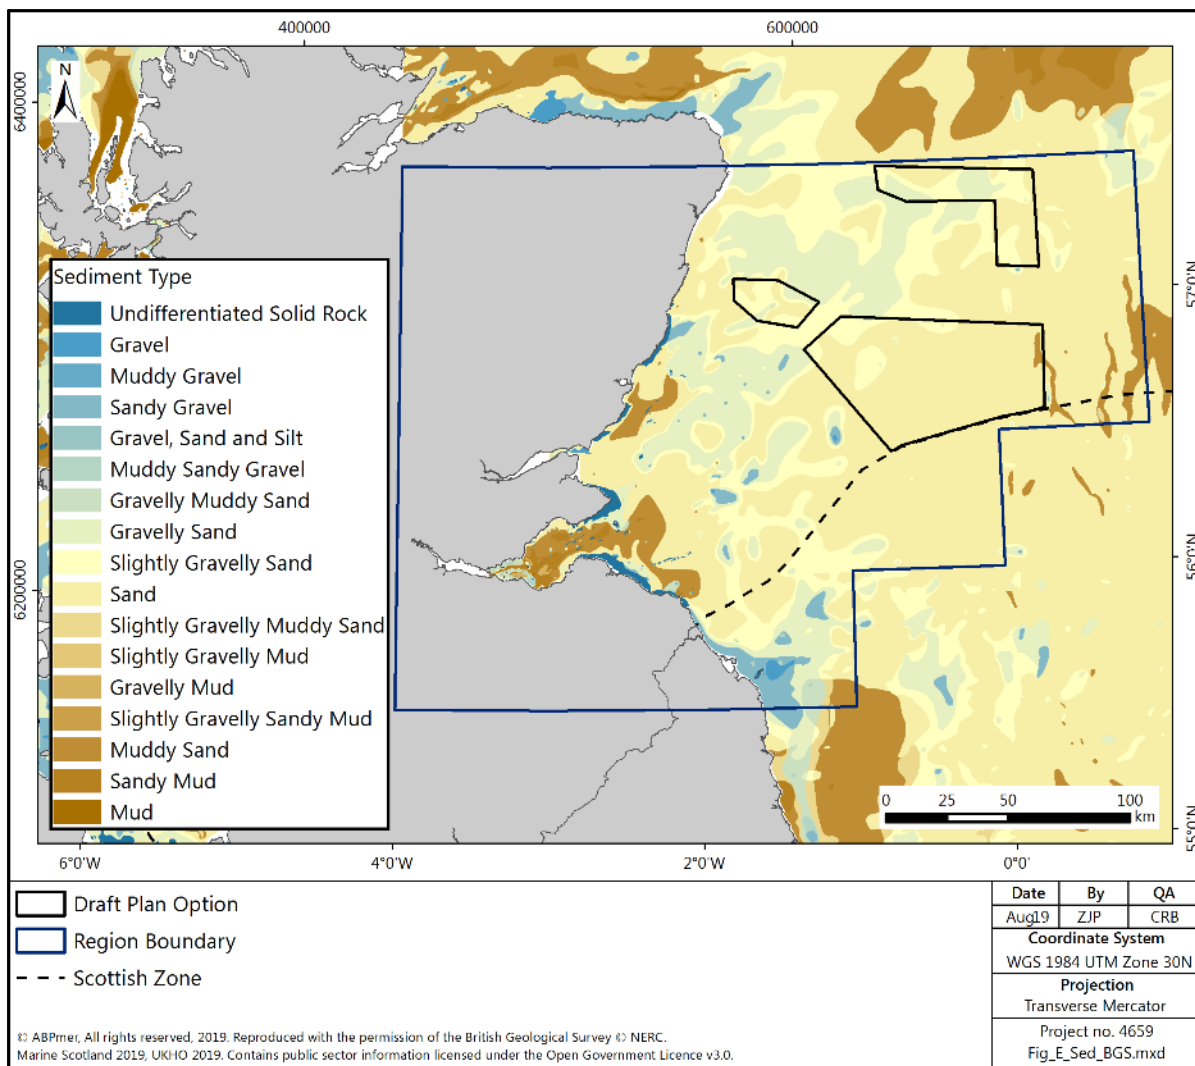 400000
600000
N
6400000
Sediment Type
Undifferentiated Solid Rock
Gravel
Muddy Gravel
Sandy Gravel
Gravel, Sand and Silt
Muddy Sandy Gravel
Gravelly Muddy Sand
Gravelly Sand
Slightly Gravelly Sand
Sand
Slightly Gravelly Muddy Sand
Slightly Gravelly Mud
Gravelly Mud
Slightly Gravelly Sandy Mud
Muddy Sand
Sandy Mud
Mud
57°0'N
56°0'N
6200000
0 25 50 100
km
55°0'N
6°0'W
4°0'W
2°0'W
0°0'
Draft Plan Option
Region Boundary
Scottish Zone
Date By QA
Aug19 ZJP CRB
Coordinate System
WGS 1984 UTM Zone 30N
Projection
Transverse Mercator
Project no. 4659
Fig_E_Sed_BGS.mxd
© ABPmer, All rights reserved, 2019. Reproduced with the permission of the British Geological Survey © NERC.
Marine Scotland 2019, UKHO 2019. Contains public sector information licensed under the Open Government Licence v3.0.